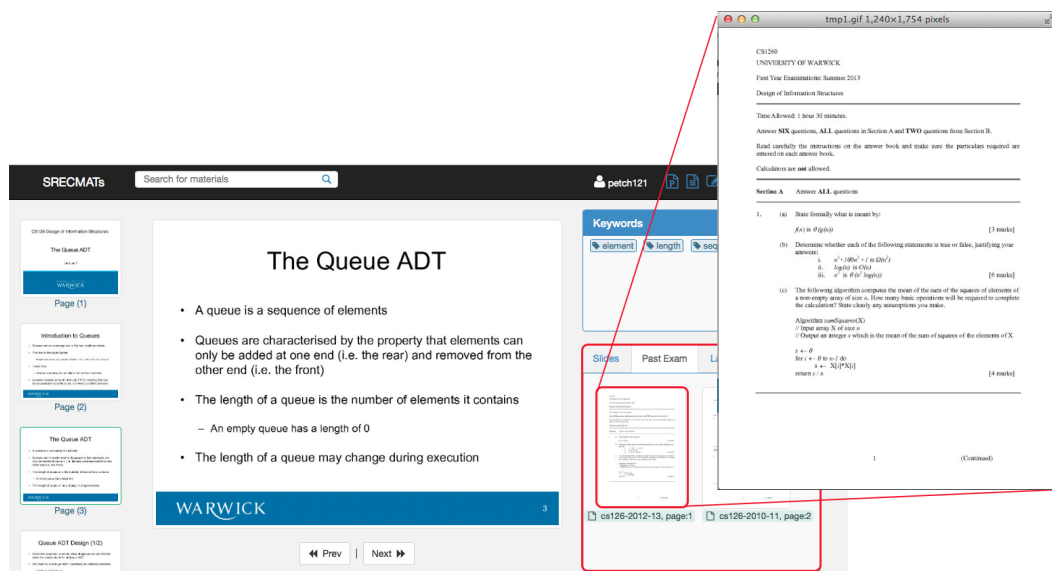 tmp1.gif 1,240×1,754 pixels
CS1260
UNIVERSITY OF WARWICK
First Year Examinations: Summer 2013
Design of Information Structures
Time Allowed: 1 hour 30 minutes.
Answer SIX questions, ALL questions in Section A and TWO questions from Section B.
Read carefully the instructions on the answer book and make sure the particulars required are
entered on each answer book.
Calculators are not allowed.
Section A Answer ALL questions
1. (a) State formally what is meant by:
f(n) is θ (g(n)) [3 marks]
(b) Determine whether each of the following statements is true or false, justifying your
answers:
i.
ii. log(n) is O(n)
iii. n³ is θ (n² log(n)) [6 marks]
(c) The following algorithm computes the mean of the sum of the squares of elements of
a non-empty array of size n. How many basic operations will be required to complete
the calculation? State clearly any assumptions you make.
Algorithm sumSquares(X)
// Input array X of size n
// Output an integer s which is the mean of the sum of the squares of the elements of X
s ← 0
for i ← 0 to n-1 do
s ← X[i]*X[i]
return s / n [4 marks]
1 (Continued)
SRECMATs
Search for materials
petch121
CS126 Design of Information Structures
The Queue ADT
Lecture
WARWICK
Page (1)
Introduction to Queues
Page (2)
The Queue ADT
Page (3)
Queue ADT Design (1/2)
The Queue ADT
• A queue is a sequence of elements
• Queues are characterised by the property that elements can
only be added at one end (i.e. the rear) and removed from the
other end (i.e. the front)
• The length of a queue is the number of elements it contains
– An empty queue has a length of 0
• The length of a queue may change during execution
WARWICK 3
Prev | Next
Keywords
element length seq
Slides Past Exam La
cs126-2012-13, page:1 cs126-2010-11, page:2